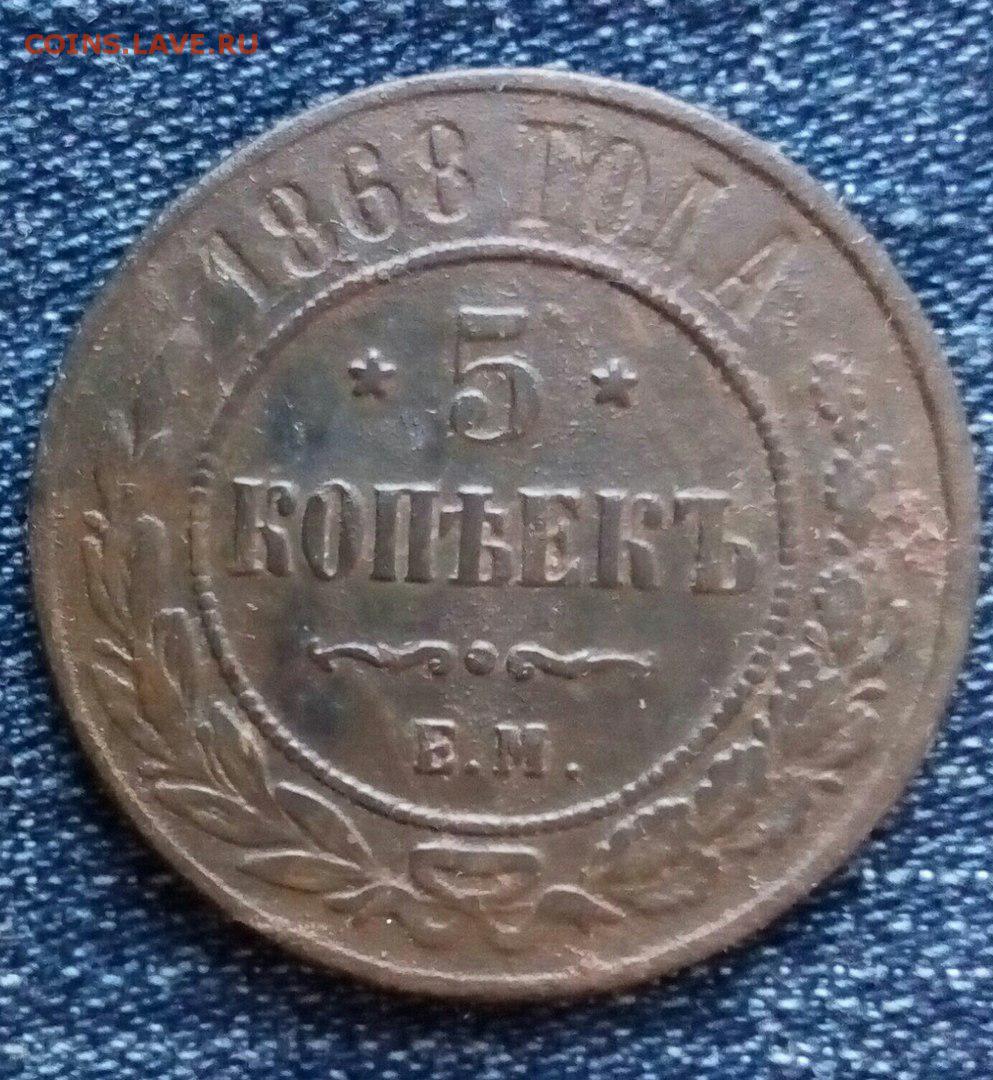 COINS.LAVE.RU
1868 ГОДА
5
КОПѢЕКЪ
Е.М.